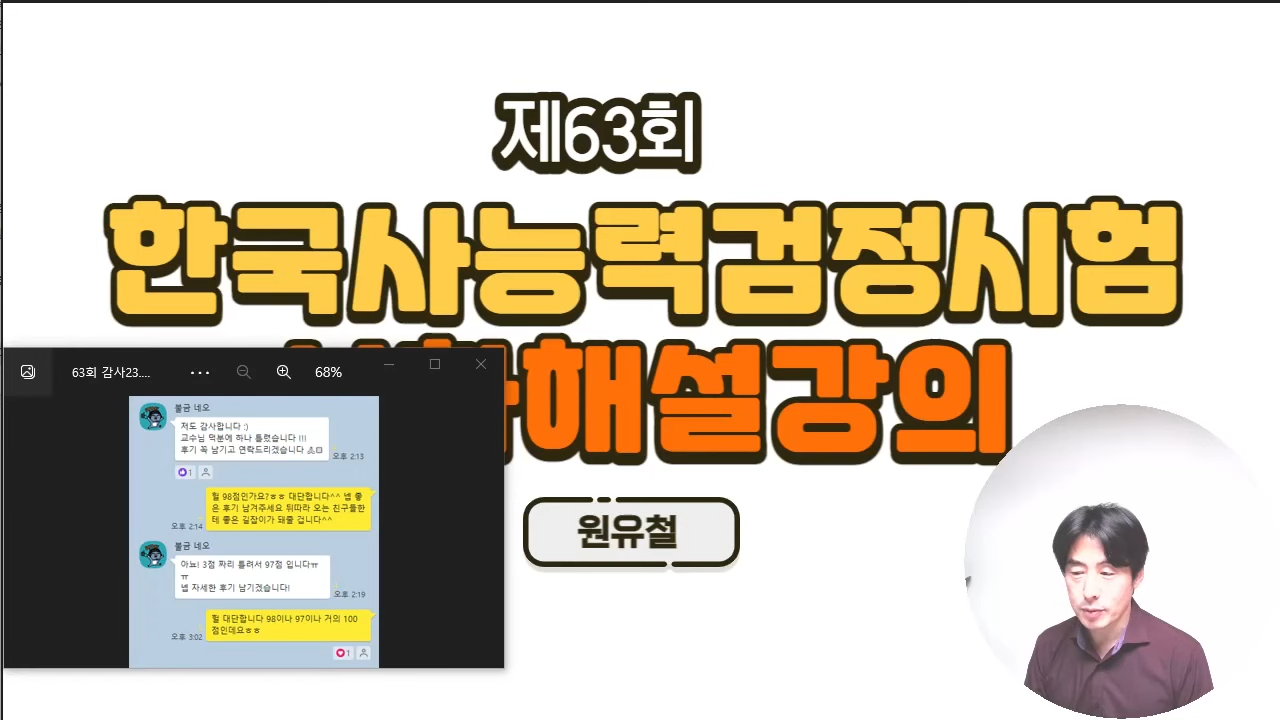 제63회
한국사능력검정시험
해설강의
원유철
63회 감사23....
68%
불금 네오
저도 감사합니다 :)
교수님 덕분에 하나 틀렸습니다 !!!
후기 꼭 남기고 연락드리겠습니다
오후 2:13
1
헐 98점인가요?ㅎㅎ 대단합니다^^ 넵 좋
은 후기 남겨주세요 뒤따라 오는 친구들한
테 좋은 길잡이가 돼줄 겁니다^^
오후 2:14
불금 네오
아뇨! 3점 짜리 틀려서 97점 입니다ㅠ
ㅠ
넵 자세한 후기 남기겠습니다!
오후 2:19
헐 대단합니다 98이나 97이나 거의 100
점인데요ㅎㅎ
오후 3:02
1